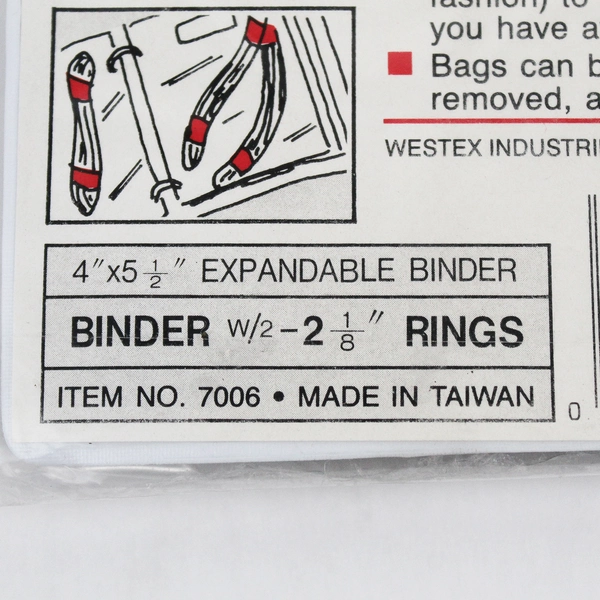 fashion) to
you have a
■ Bags can b
removed, a
WESTEX INDUSTRI
4"x5 1/2" EXPANDABLE BINDER
BINDER W/2-2 1/8" RINGS
ITEM NO. 7006 • MADE IN TAIWAN
0